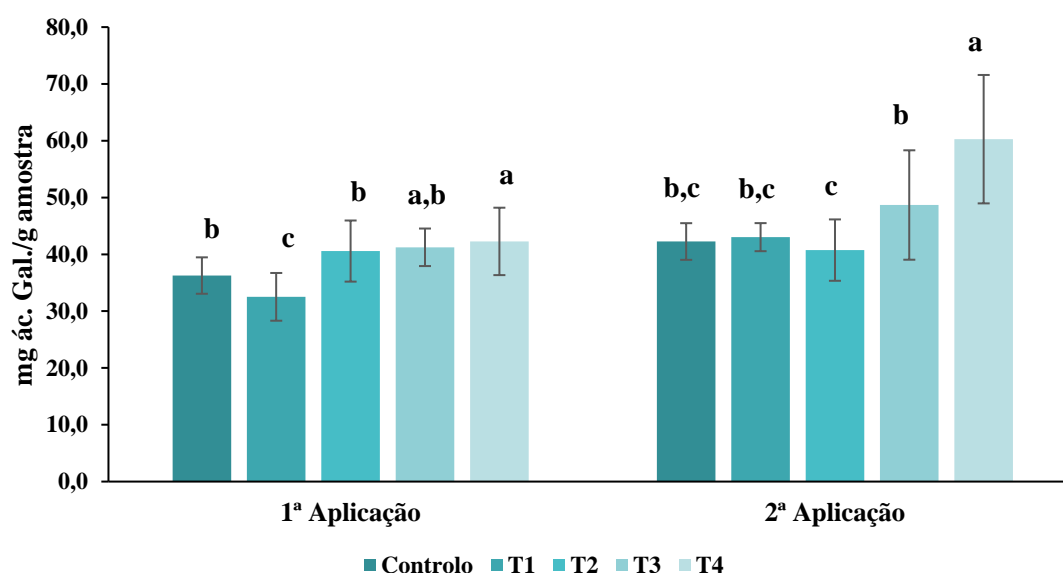 mg ác. Gal./g amostra
80,0
70,0
60,0
50,0
40,0
30,0
20,0
10,0
0,0
b
c
b
a,b
a
b,c
b,c
c
b
a
1ª Aplicação
2ª Aplicação
Controlo T1 T2 T3 T4